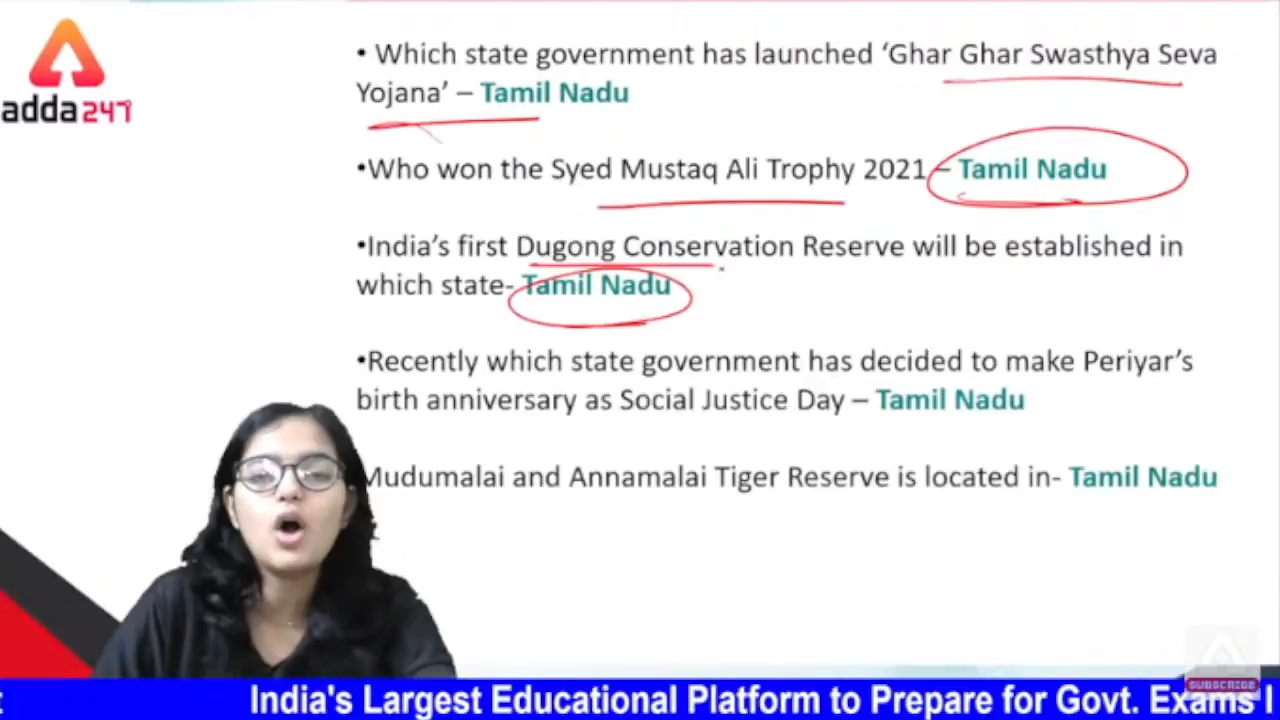 adda247
• Which state government has launched ‘Ghar Ghar Swasthya Seva
Yojana’ – Tamil Nadu
•Who won the Syed Mustaq Ali Trophy 2021 – Tamil Nadu
•India’s first Dugong Conservation Reserve will be established in
which state- Tamil Nadu
•Recently which state government has decided to make Periyar’s
birth anniversary as Social Justice Day – Tamil Nadu
Mudumalai and Annamalai Tiger Reserve is located in- Tamil Nadu
SUBSCRIBE
t India's Largest Educational Platform to Prepare for Govt. Exams I